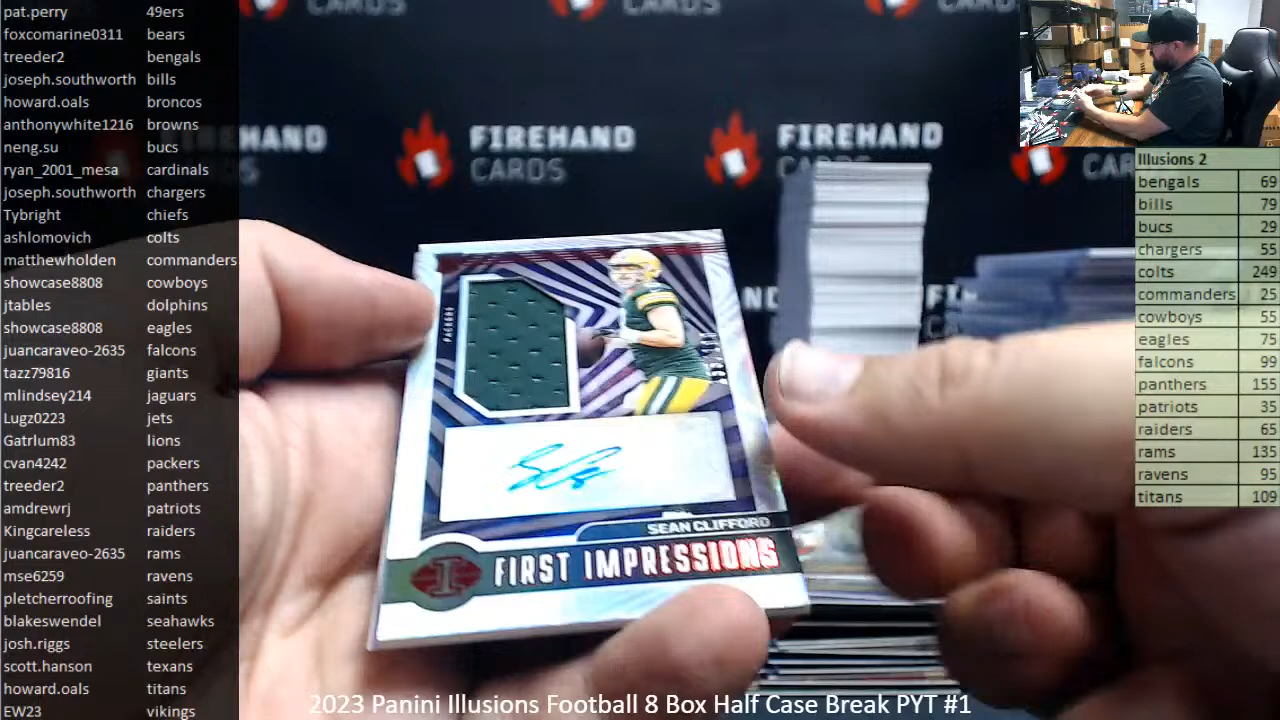 pat.perry 49ers
foxcomarine0311 bears
treeder2 bengals
joseph.southworth bills
howard.oals broncos
anthonywhite1216 browns
neng.su bucs
ryan_2001_mesa cardinals
joseph.southworth chargers
Tybright chiefs
ashlomovich colts
matthewholden commanders
showcase8808 cowboys
jtables dolphins
showcase8808 eagles
juancaraveo-2635 falcons
tazz79816 giants
mlindsey214 jaguars
Lugz0223 jets
Gatrlum83 lions
cvan4242 packers
treeder2 panthers
amdrewrj patriots
Kingcareless raiders
juancaraveo-2635 rams
mse6259 ravens
pletcherroofing saints
blakeswendel seahawks
josh.riggs steelers
scott.hanson texans
howard.oals titans
EW23 vikings
CARDS
CARDS
FIREHAND
CARDS
FIREHAND
CARDS
PACKERS
SEAN CLIFFORD
I FIRST IMPRESSIONS
Illusions 2
bengals 69
bills 79
bucs 29
chargers 55
colts 249
commanders 25
cowboys 55
eagles 75
falcons 99
panthers 155
patriots 35
raiders 65
rams 135
ravens 95
titans 109
2023 Panini Illusions Football 8 Box Half Case Break PYT #1